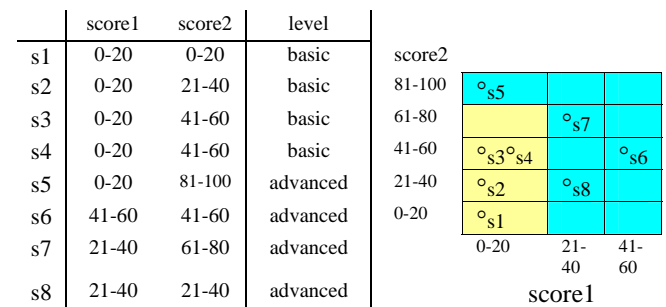 score1 score2 level
s1 0-20 0-20 basic
s2 0-20 21-40 basic
s3 0-20 41-60 basic
s4 0-20 41-60 basic
s5 0-20 81-100 advanced
s6 41-60 41-60 advanced
s7 21-40 61-80 advanced
s8 21-40 21-40 advanced
score2
81-100 °s5
61-80 °s7
41-60 °s3°s4 °s6
21-40 °s2 °s8
0-20 °s1
0-20 21- 41-
40 60
score1